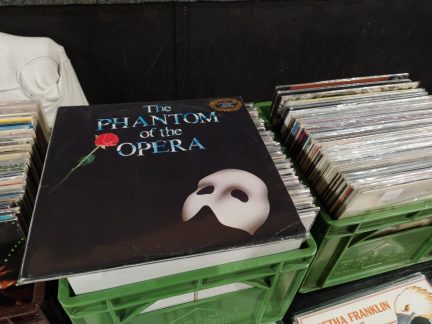 The
PHANTOM
of the
OPERA
ETHA FRANKLIN